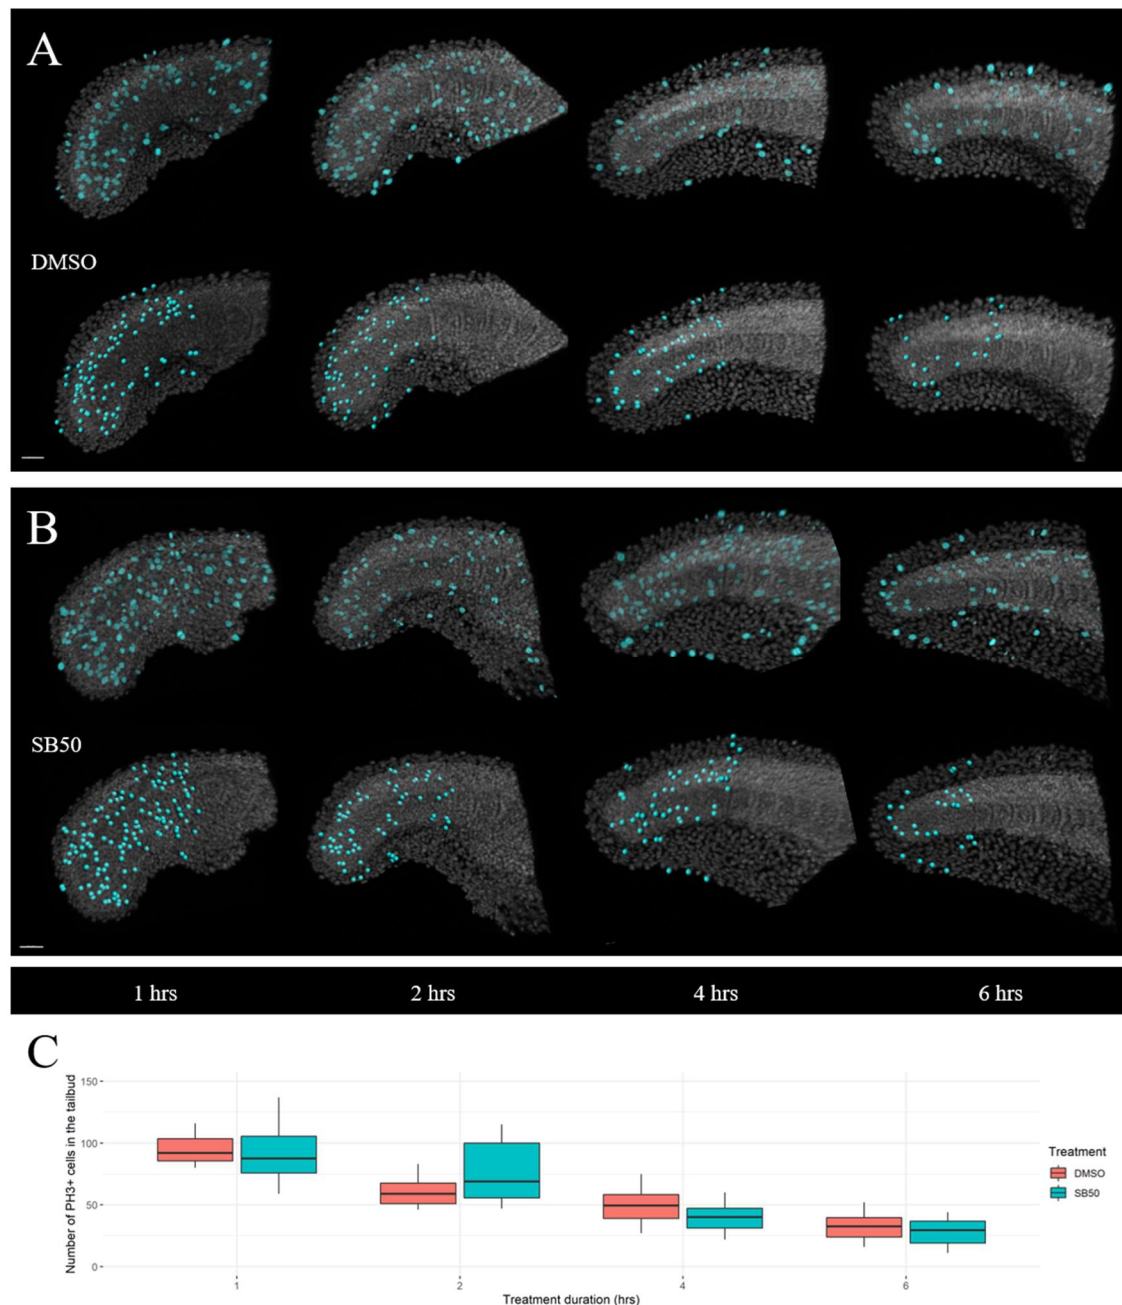 A
DMSO
B
SB50
1 hrs 2 hrs 4 hrs 6 hrs
C
Number of PH3+ cells in the tailbud
150
100
50
0
1 2 4 6
Treatment duration (hrs)
Treatment
DMSO
SB50